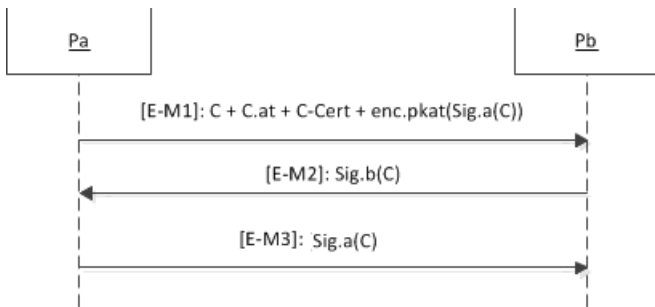 Pa
Pb
[E-M1]: C + C.at + C-Cert + enc.pkat(Sig.a(C))
[E-M2]: Sig.b(C)
[E-M3]: Sig.a(C)